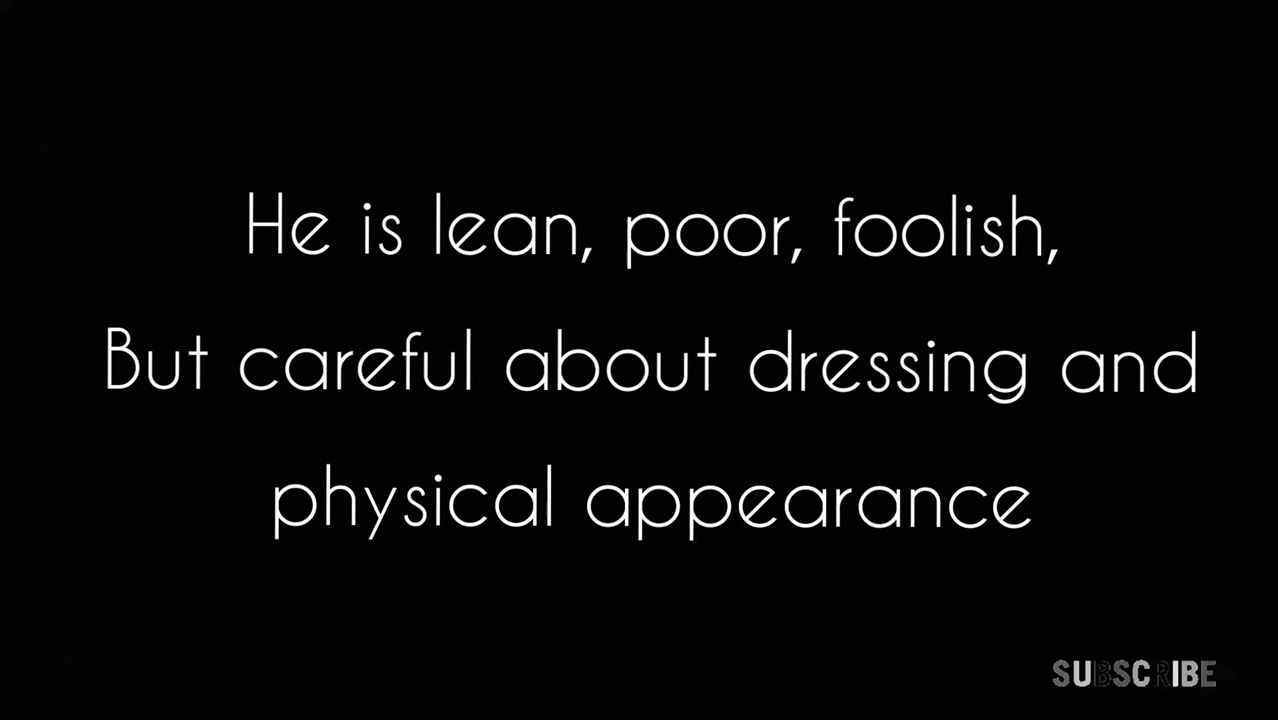 He is lean, poor, foolish,
But careful about dressing and
physical appearance
SUBSCRIBE